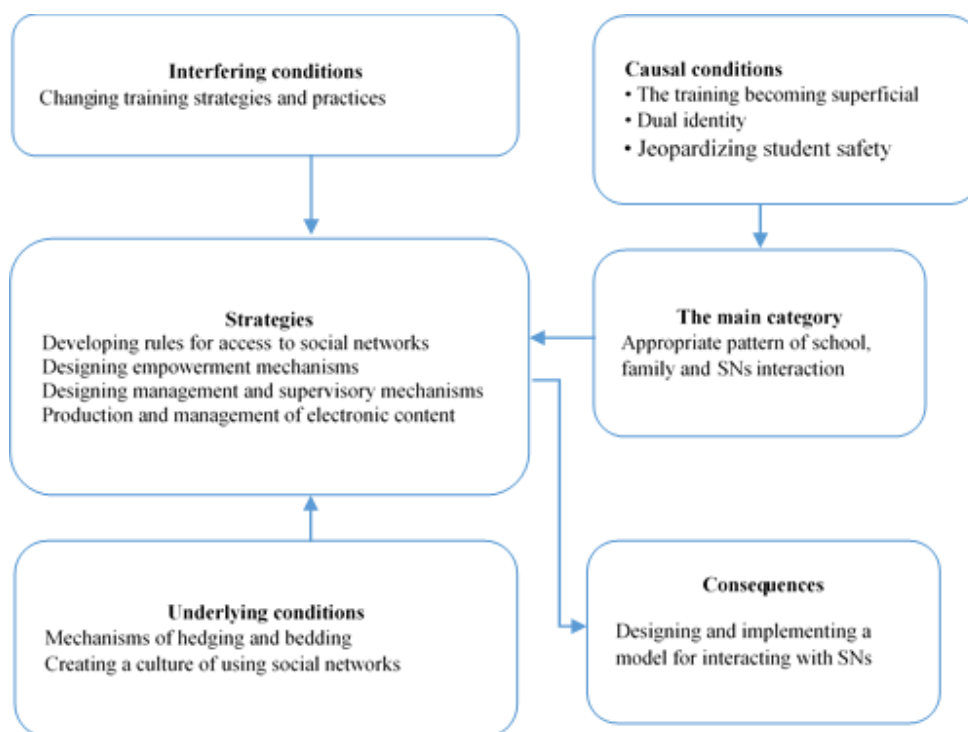 Interfering conditions
Changing training strategies and practices
Causal conditions
• The training becoming superficial
• Dual identity
• Jeopardizing student safety
Strategies
Developing rules for access to social networks
Designing empowerment mechanisms
Designing management and supervisory mechanisms
Production and management of electronic content
The main category
Appropriate pattern of school,
family and SNs interaction
Underlying conditions
Mechanisms of hedging and bedding
Creating a culture of using social networks
Consequences
Designing and implementing a
model for interacting with SNs